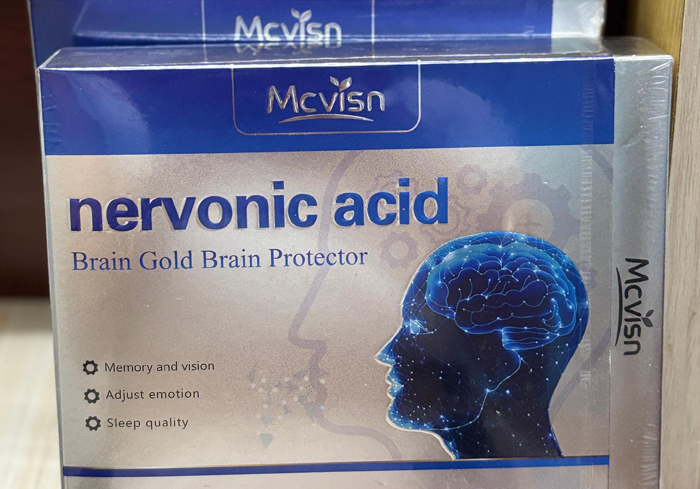 Mcvisn
Mcvisn
nervonic acid
Brain Gold Brain Protector
Memory and vision
Adjust emotion
Sleep quality
Mcvisn